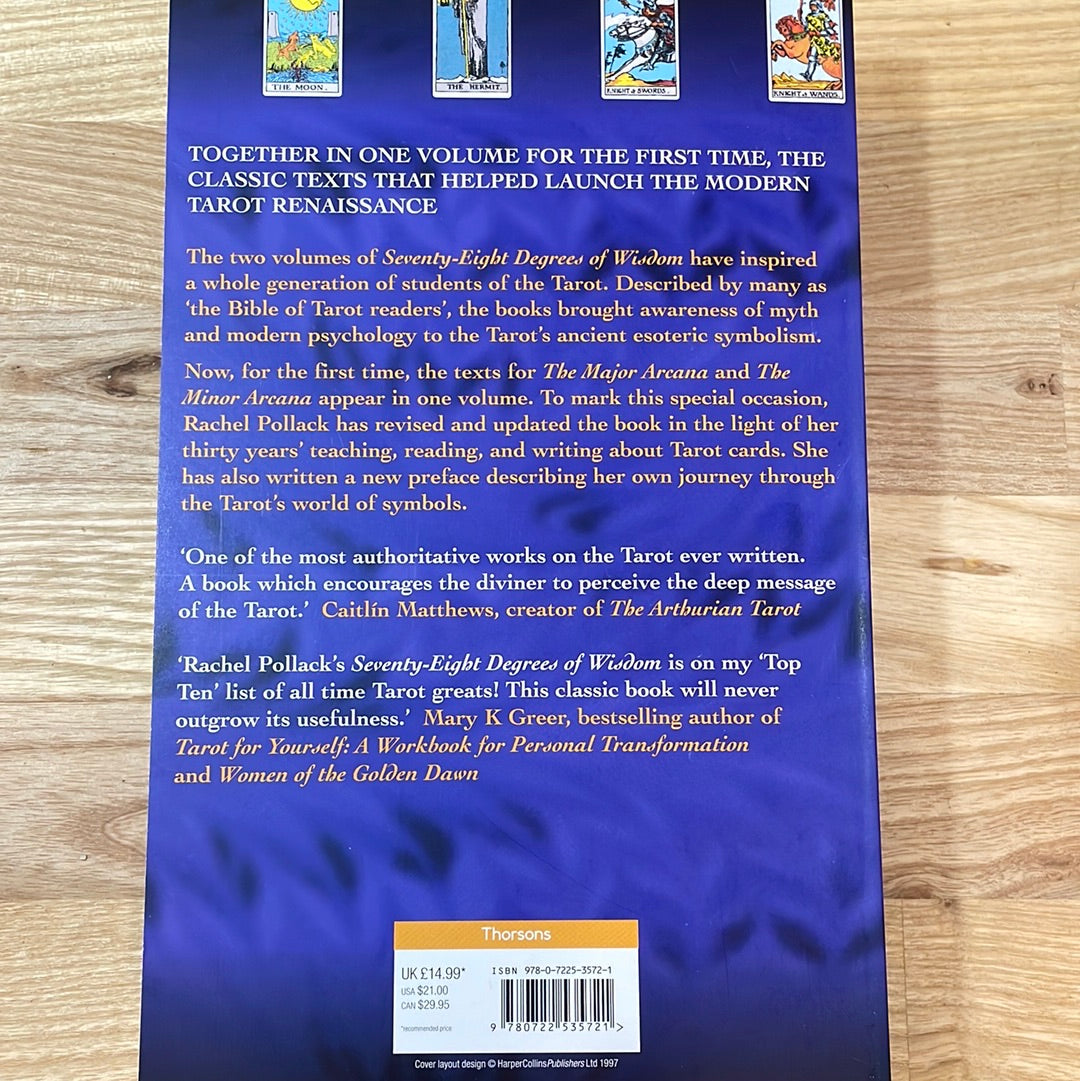 THE MOON.
THE HERMIT.
KNIGHT of SWORDS.
KNIGHT of WANDS.
TOGETHER IN ONE VOLUME FOR THE FIRST TIME, THE
CLASSIC TEXTS THAT HELPED LAUNCH THE MODERN
TAROT RENAISSANCE
The two volumes of Seventy-Eight Degrees of Wisdom have inspired
a whole generation of students of the Tarot. Described by many as
‘the Bible of Tarot readers’, the books brought awareness of myth
and modern psychology to the Tarot’s ancient esoteric symbolism.
Now, for the first time, the texts for The Major Arcana and The
Minor Arcana appear in one volume. To mark this special occasion,
Rachel Pollack has revised and updated the book in the light of her
thirty years’ teaching, reading, and writing about Tarot cards. She
has also written a new preface describing her own journey through
the Tarot’s world of symbols.
‘One of the most authoritative works on the Tarot ever written.
A book which encourages the diviner to perceive the deep message
of the Tarot.’ Caitlín Matthews, creator of The Arthurian Tarot
‘Rachel Pollack’s Seventy-Eight Degrees of Wisdom is on my ‘Top
Ten’ list of all time Tarot greats! This classic book will never
outgrow its usefulness.’ Mary K Greer, bestselling author of
Tarot for Yourself: A Workbook for Personal Transformation
and Women of the Golden Dawn
Thorsons
UK £14.99*
USA $21.00
CAN $29.95
*recommended price
ISBN 978-0-7225-3572-1
9 780722 535721 >
Cover layout design © HarperCollinsPublishers Ltd 1997